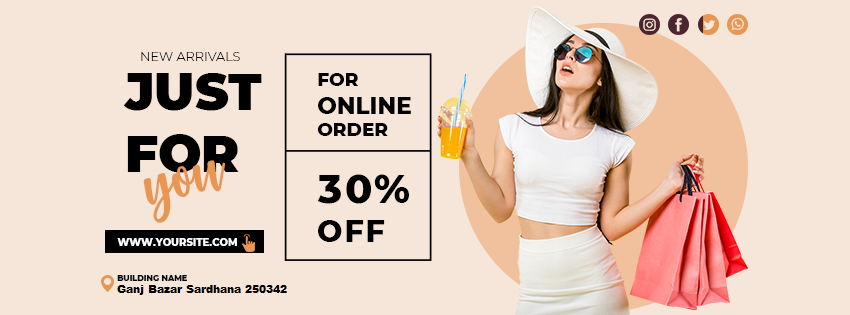 NEW ARRIVALS
JUST
FOR
you
WWW.YOURSITE.COM
BUILDING NAME
Ganj Bazar Sardhana 250342
FOR
ONLINE
ORDER
30%
OFF